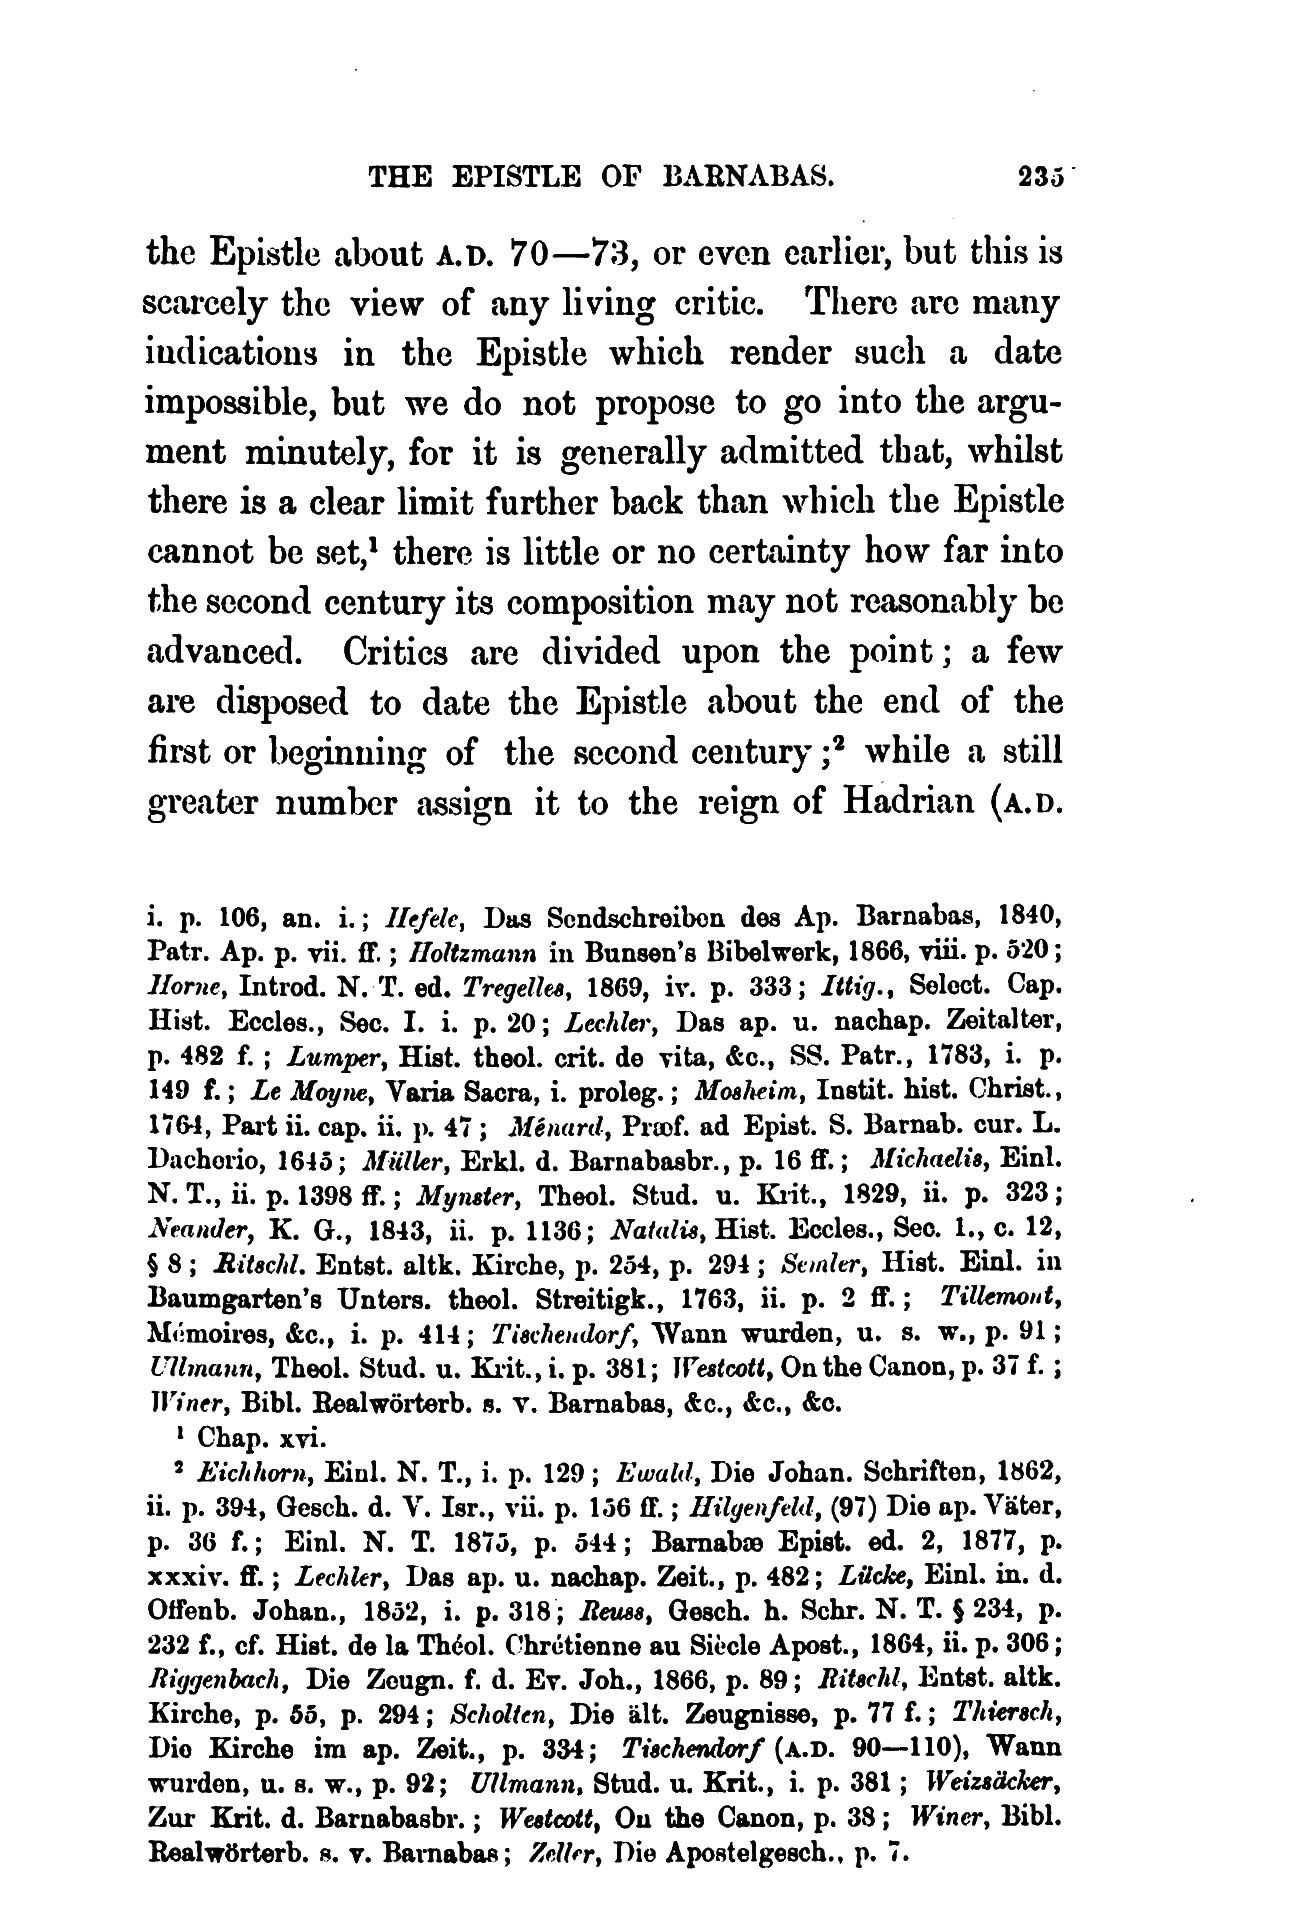 THE EPISTLE OF BARNABAS. 235
the Epistle about A.D. 70—73, or even earlier, but this is
scarcely the view of any living critic. There are many
indications in the Epistle which render such a date
impossible, but we do not propose to go into the argu-
ment minutely, for it is generally admitted that, whilst
there is a clear limit further back than which the Epistle
cannot be set,¹ there is little or no certainty how far into
the second century its composition may not reasonably be
advanced. Critics are divided upon the point; a few
are disposed to date the Epistle about the end of the
first or beginning of the second century;² while a still
greater number assign it to the reign of Hadrian (A.D.
i. p. 106, an. i.; Hefele, Das Sendschreiben des Ap. Barnabas, 1840,
Patr. Ap. p. vii. ff.; Holtzmann in Bunsen's Bibelwerk, 1866, viii. p. 520;
Horne, Introd. N. T. ed. Tregelles, 1869, iv. p. 333; Ittig., Select. Cap.
Hist. Eccles., Sec. I. i. p. 20; Lechler, Das ap. u. nachap. Zeitalter,
p. 482 f.; Lumper, Hist. theol. crit. de vita, &c., SS. Patr., 1783, i. p.
149 f.; Le Moyne, Varia Sacra, i. proleg.; Mosheim, Instit. hist. Christ.,
1764, Part ii. cap. ii. p. 47; Ménard, Præf. ad Epist. S. Barnab. cur. L.
Dacherio, 1645; Müller, Erkl. d. Barnabasbr., p. 16 ff.; Michaelis, Einl.
N. T., ii. p. 1398 ff.; Mynster, Theol. Stud. u. Krit., 1829, ii. p. 323;
Neander, K. G., 1843, ii. p. 1136; Natalis, Hist. Eccles., Sec. 1., c. 12,
§ 8; Ritschl. Entst. altk. Kirche, p. 254, p. 294; Semler, Hist. Einl. in
Baumgarten's Unters. theol. Streitigk., 1763, ii. p. 2 ff.; Tillemont,
Mémoires, &c., i. p. 414; Tischendorf, Wann wurden, u. s. w., p. 91;
Ullmann, Theol. Stud. u. Krit., i. p. 381; Westcott, On the Canon, p. 37 f.;
Winer, Bibl. Realwörterb. s. v. Barnabas, &c., &c., &c.
¹ Chap. xvi.
² Eichhorn, Einl. N. T., i. p. 129; Ewald, Die Johan. Schriften, 1862,
ii. p. 394, Gesch. d. V. Isr., vii. p. 156 ff.; Hilgenfeld, (97) Die ap. Väter,
p. 36 f.; Einl. N. T. 1875, p. 544; Barnabæ Epist. ed. 2, 1877, p.
xxxiv. ff.; Lechler, Das ap. u. nachap. Zeit., p. 482; Lücke, Einl. in. d.
Offenb. Johan., 1852, i. p. 318; Reuss, Gesch. h. Schr. N. T. § 234, p.
232 f., cf. Hist. de la Théol. Chrétienne au Siècle Apost., 1864, ii. p. 306;
Riggenbach, Die Zeugn. f. d. Ev. Joh., 1866, p. 89; Ritschl, Entst. altk.
Kirche, p. 55, p. 294; Scholten, Die ält. Zeugnisse, p. 77 f.; Thiersch,
Die Kirche im ap. Zeit., p. 334; Tischendorf (A.D. 90—110), Wann
wurden, u. s. w., p. 92; Ullmann, Stud. u. Krit., i. p. 381; Weizsäcker,
Zur Krit. d. Barnabasbr.; Westcott, On the Canon, p. 38; Winer, Bibl.
Realwörterb. s. v. Barnabas; Zeller, Die Apostelgesch., p. 7.